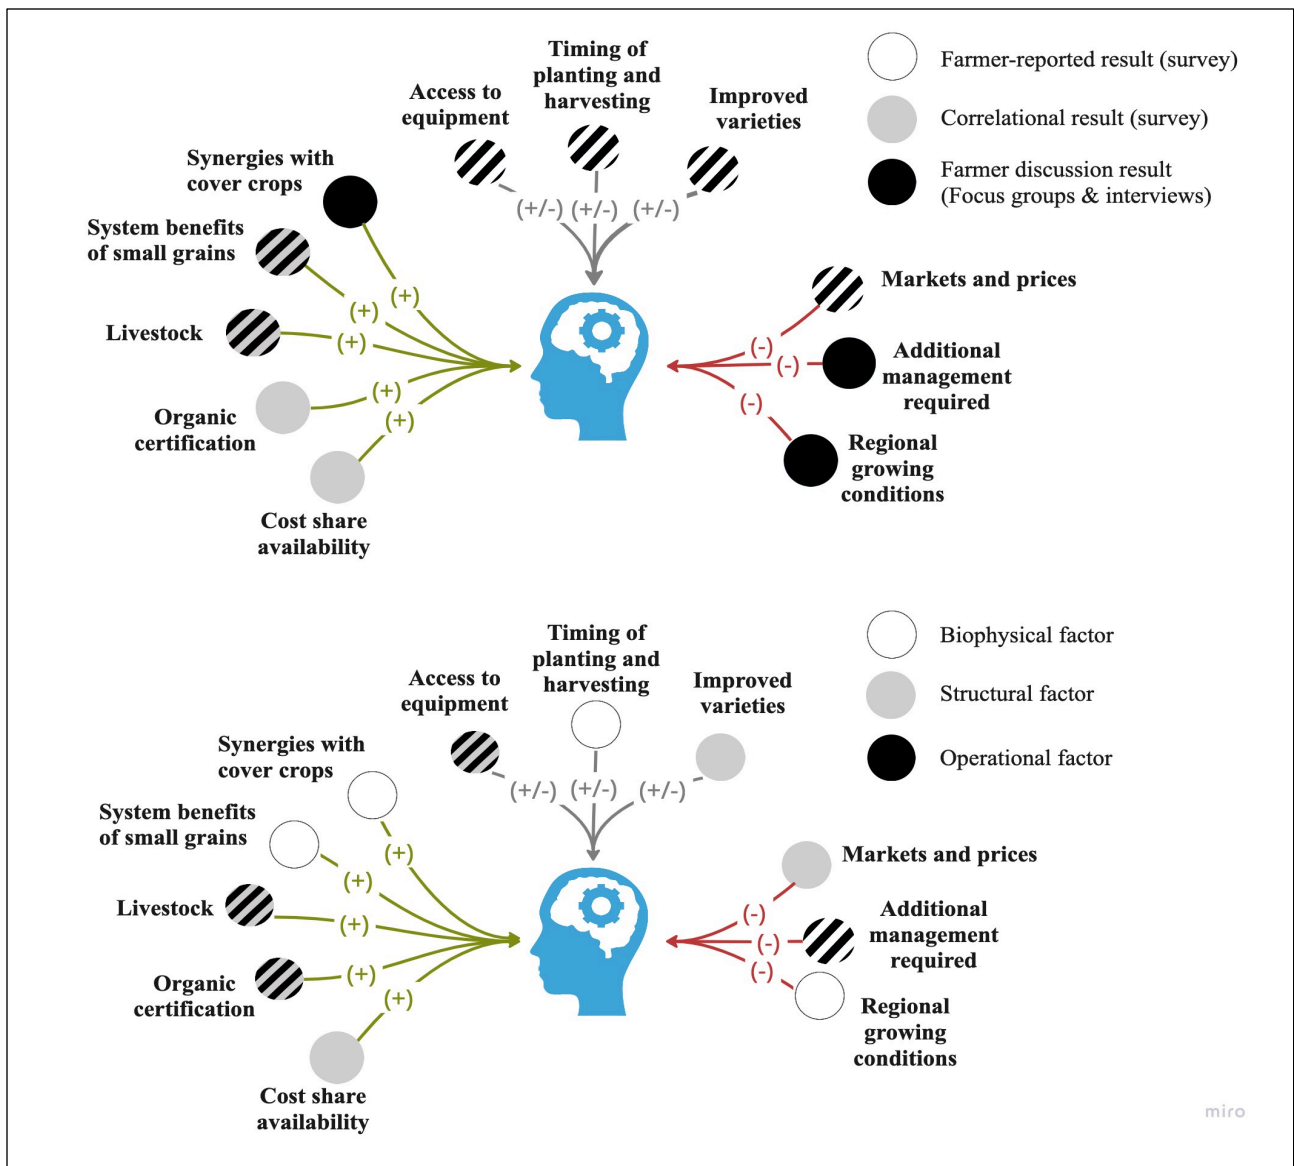 Timing of
planting and
harvesting
Access to
equipment
Improved
varieties
Synergies with
cover crops
System benefits
of small grains
Livestock
Organic
certification
Cost share
availability
(+/-) (+/-) (+/-)
(+)
(+)
(+)
(+)
(+)
Farmer-reported result (survey)
Correlational result (survey)
Farmer discussion result
(Focus groups & interviews)
Markets and prices
Additional
management
required
Regional
growing
conditions
(-)
(-)
(-)
Timing of
planting and
harvesting
Access to
equipment
Improved
varieties
Synergies with
cover crops
System benefits
of small grains
Livestock
Organic
certification
Cost share
availability
(+/-) (+/-) (+/-)
(+)
(+)
(+)
(+)
(+)
Biophysical factor
Structural factor
Operational factor
Markets and prices
Additional
management
required
Regional
growing
conditions
(-)
(-)
(-)
miro